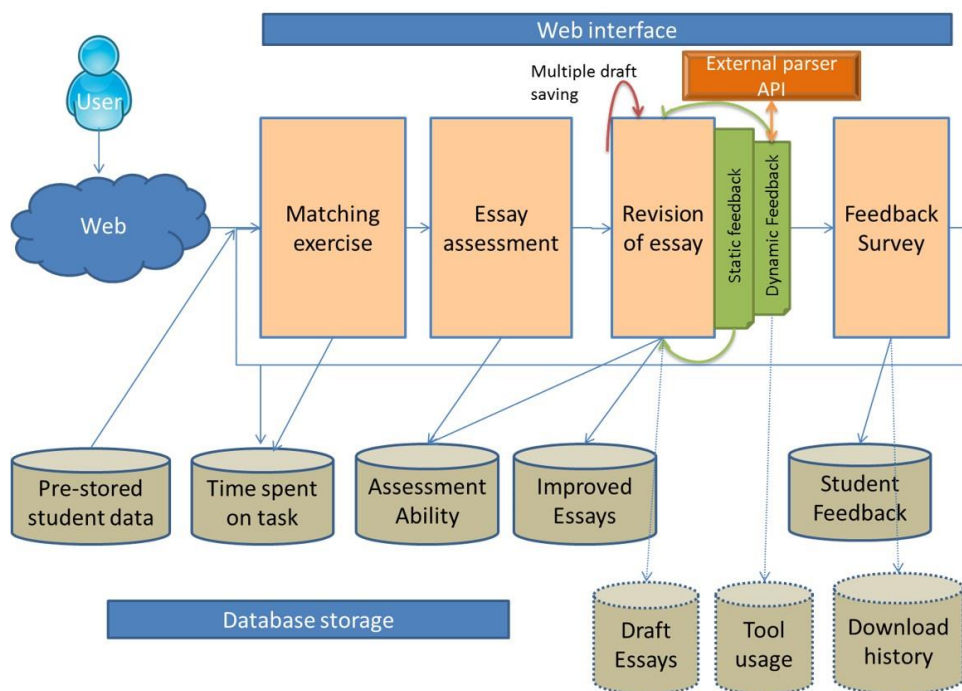 Web interface
User
Multiple draft
saving
External parser
API
Web
Matching
exercise
Essay
assessment
Revision
of essay
Static feedback
Dynamic Feedback
Feedback
Survey
Pre-stored
student data
Time spent
on task
Assessment
Ability
Improved
Essays
Student
Feedback
Database storage
Draft
Essays
Tool
usage
Download
history